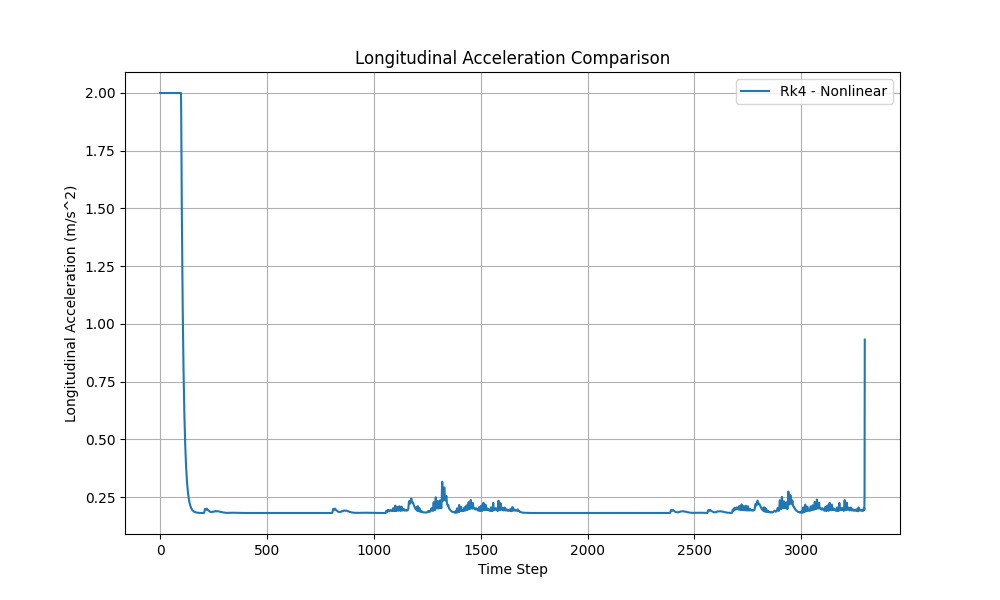 Longitudinal Acceleration Comparison
Rk4 - Nonlinear
Longitudinal Acceleration (m/s^2)
2.00
1.75
1.50
1.25
1.00
0.75
0.50
0.25
0 500 1000 1500 2000 2500 3000
Time Step